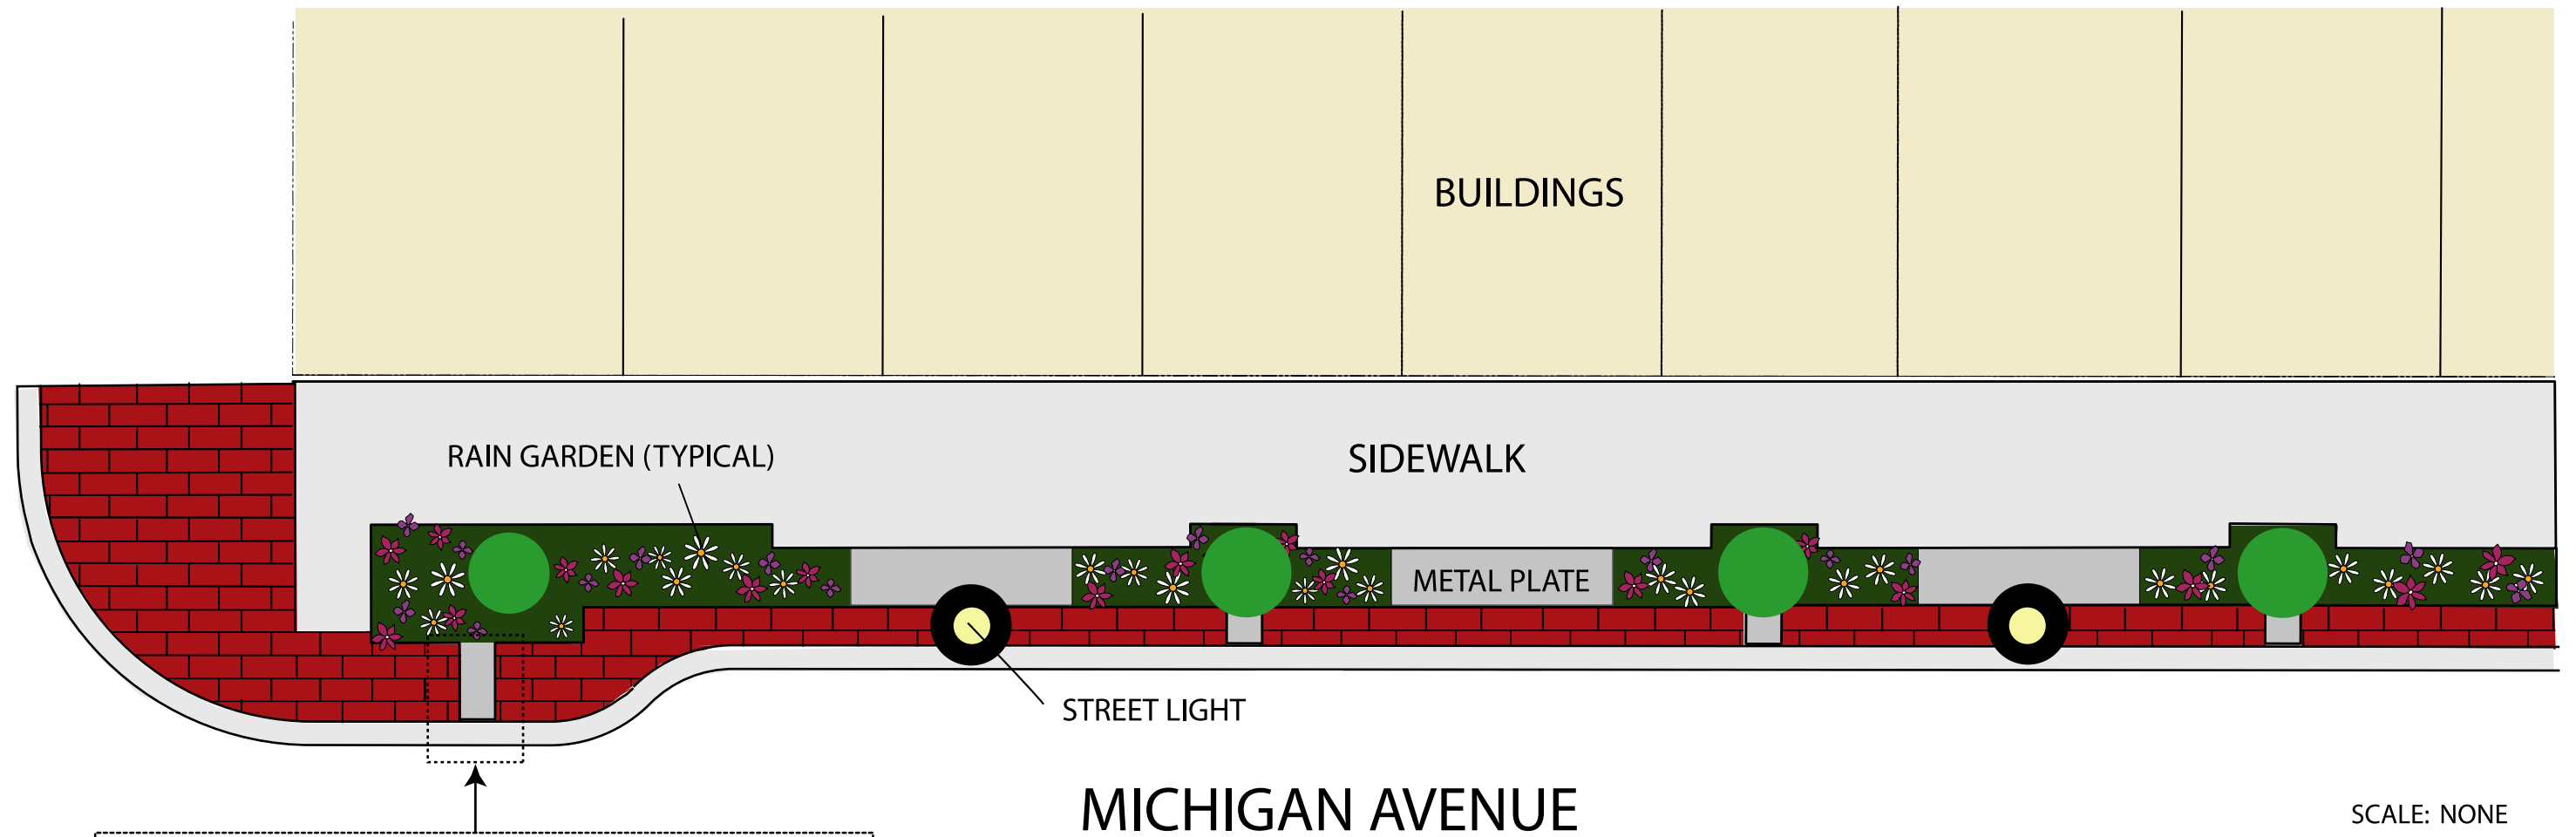 BUILDINGS
RAIN GARDEN (TYPICAL)
SIDEWALK
METAL PLATE
STREET LIGHT
MICHIGAN AVENUE
SCALE: NONE